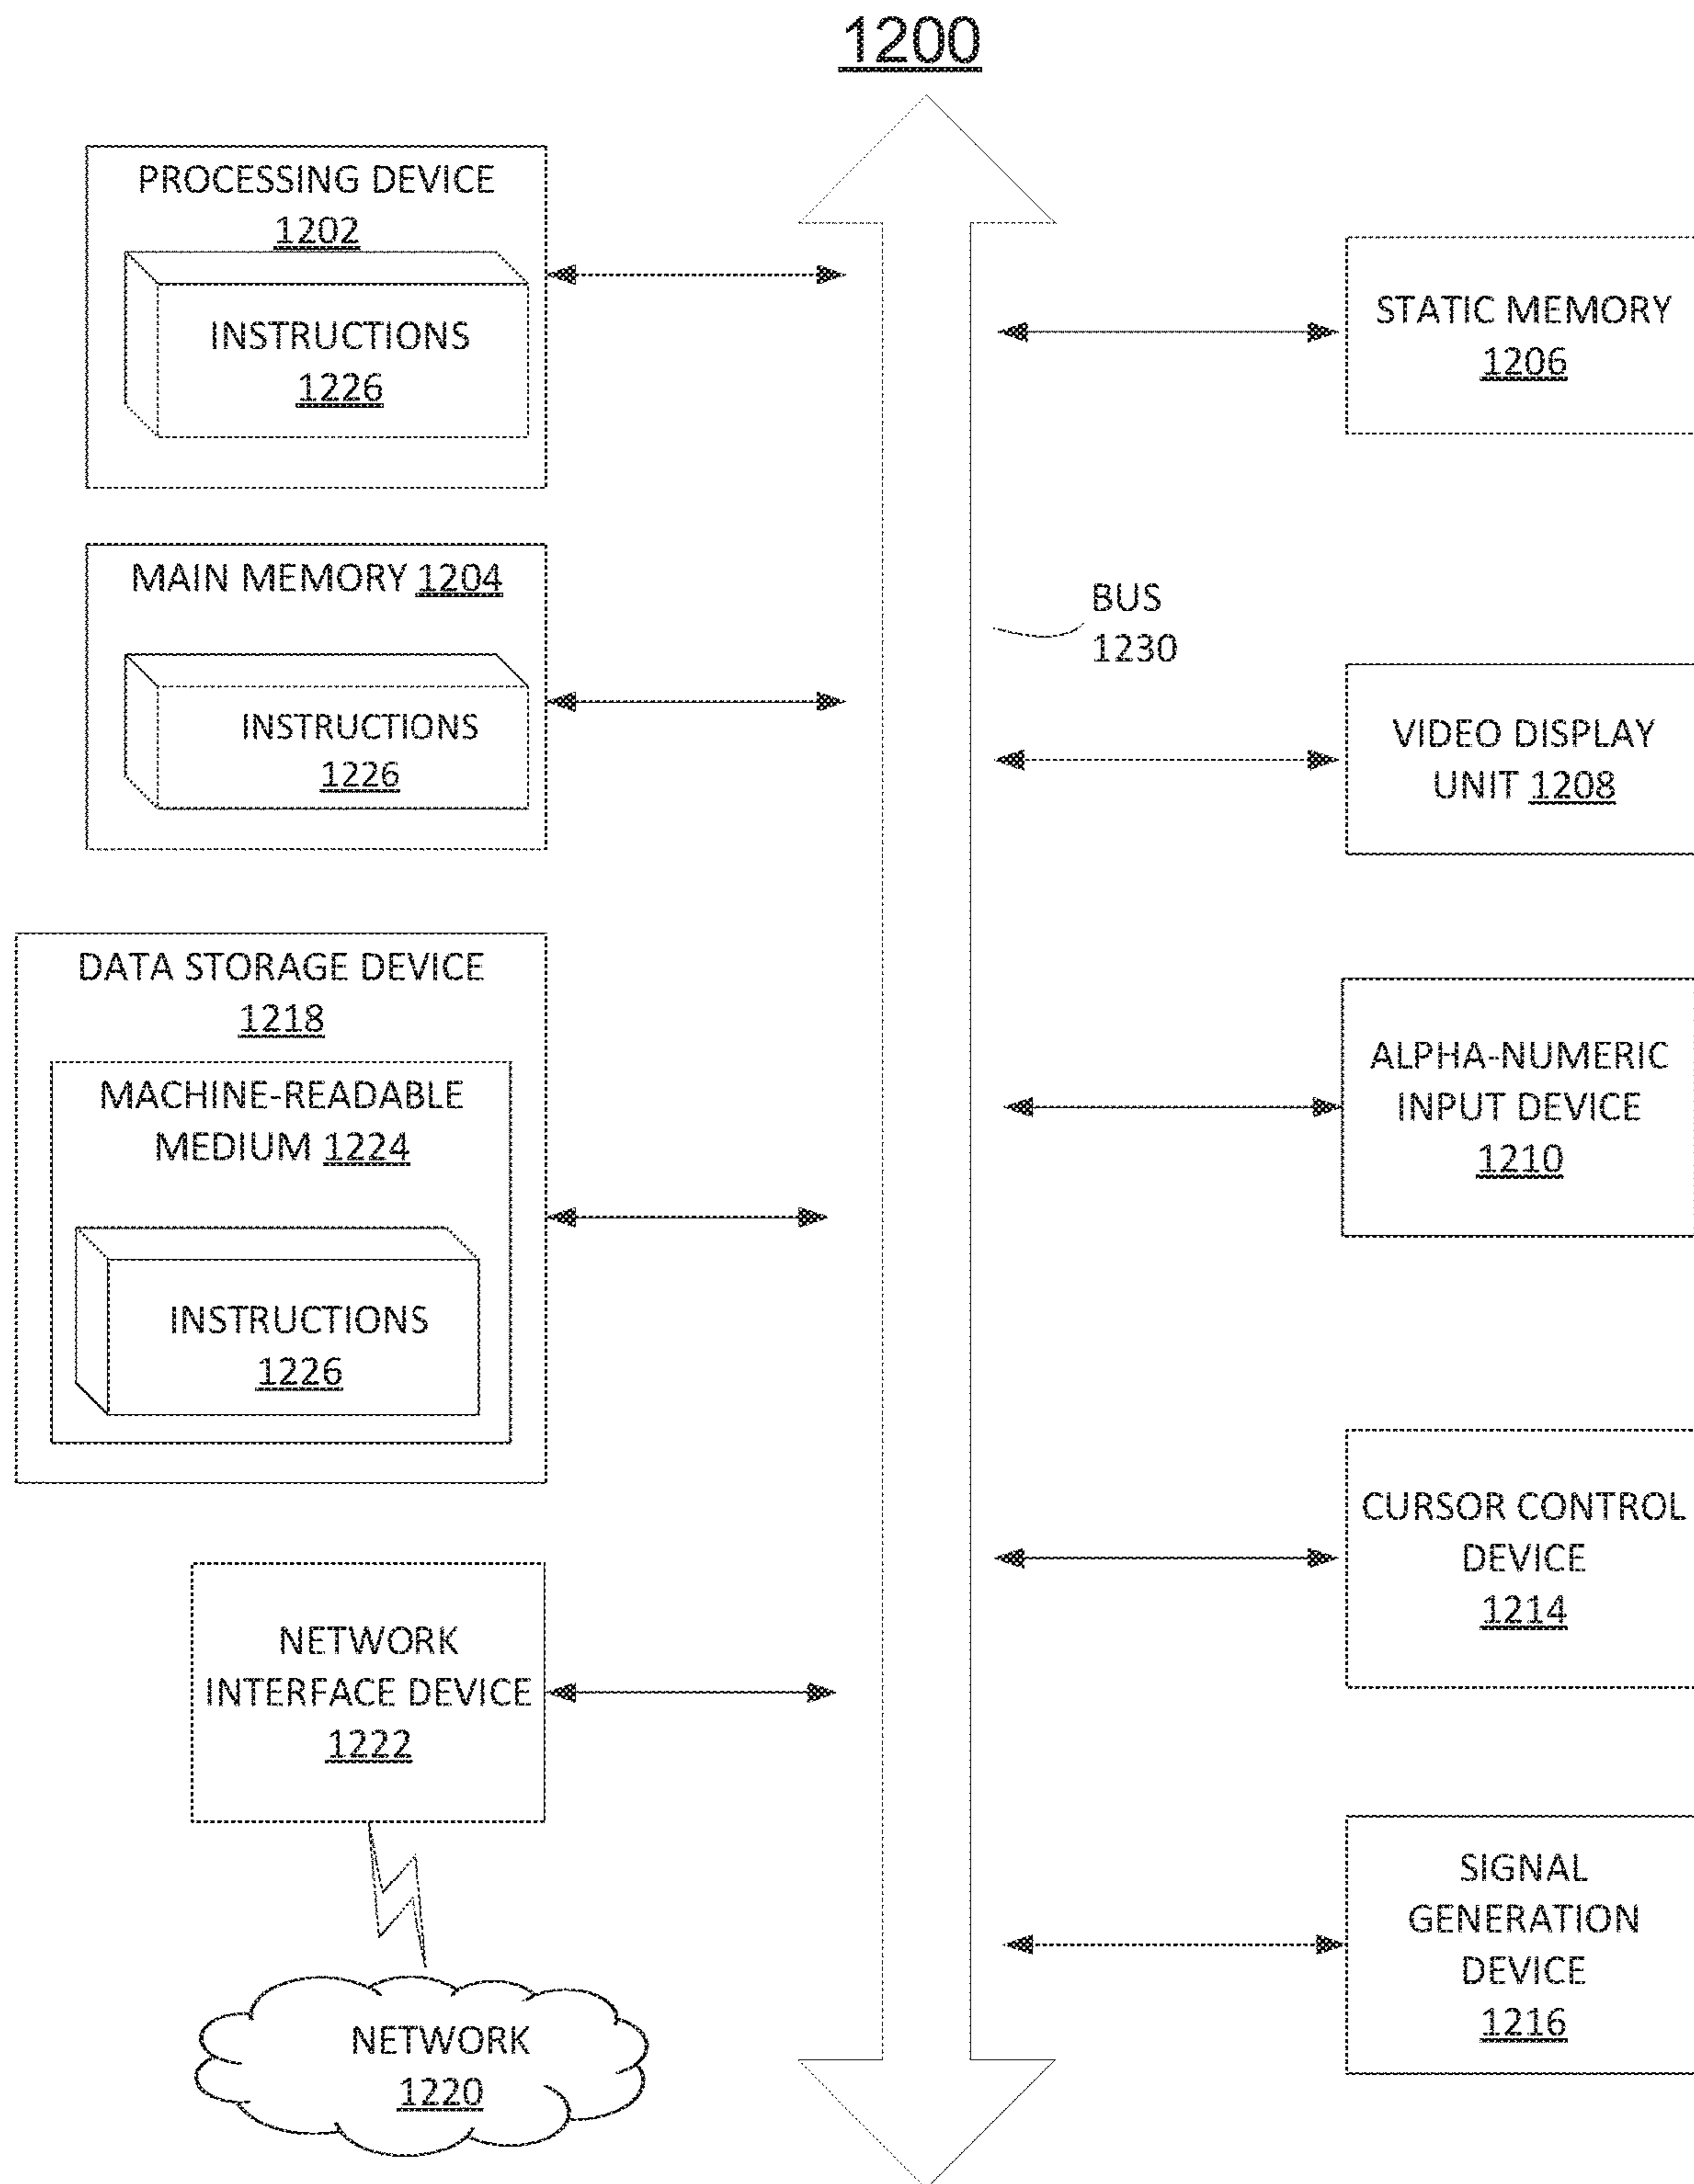 1200
PROCESSING DEVICE
1202
INSTRUCTIONS
1226
MAIN MEMORY 1204
INSTRUCTIONS
1226
DATA STORAGE DEVICE
1218
MACHINE-READABLE
MEDIUM 1224
INSTRUCTIONS
1226
NETWORK
INTERFACE DEVICE
1222
NETWORK
1220
BUS
1230
STATIC MEMORY
1206
VIDEO DISPLAY
UNIT 1208
ALPHA-NUMERIC
INPUT DEVICE
1210
CURSOR CONTROL
DEVICE
1214
SIGNAL
GENERATION
DEVICE
1216